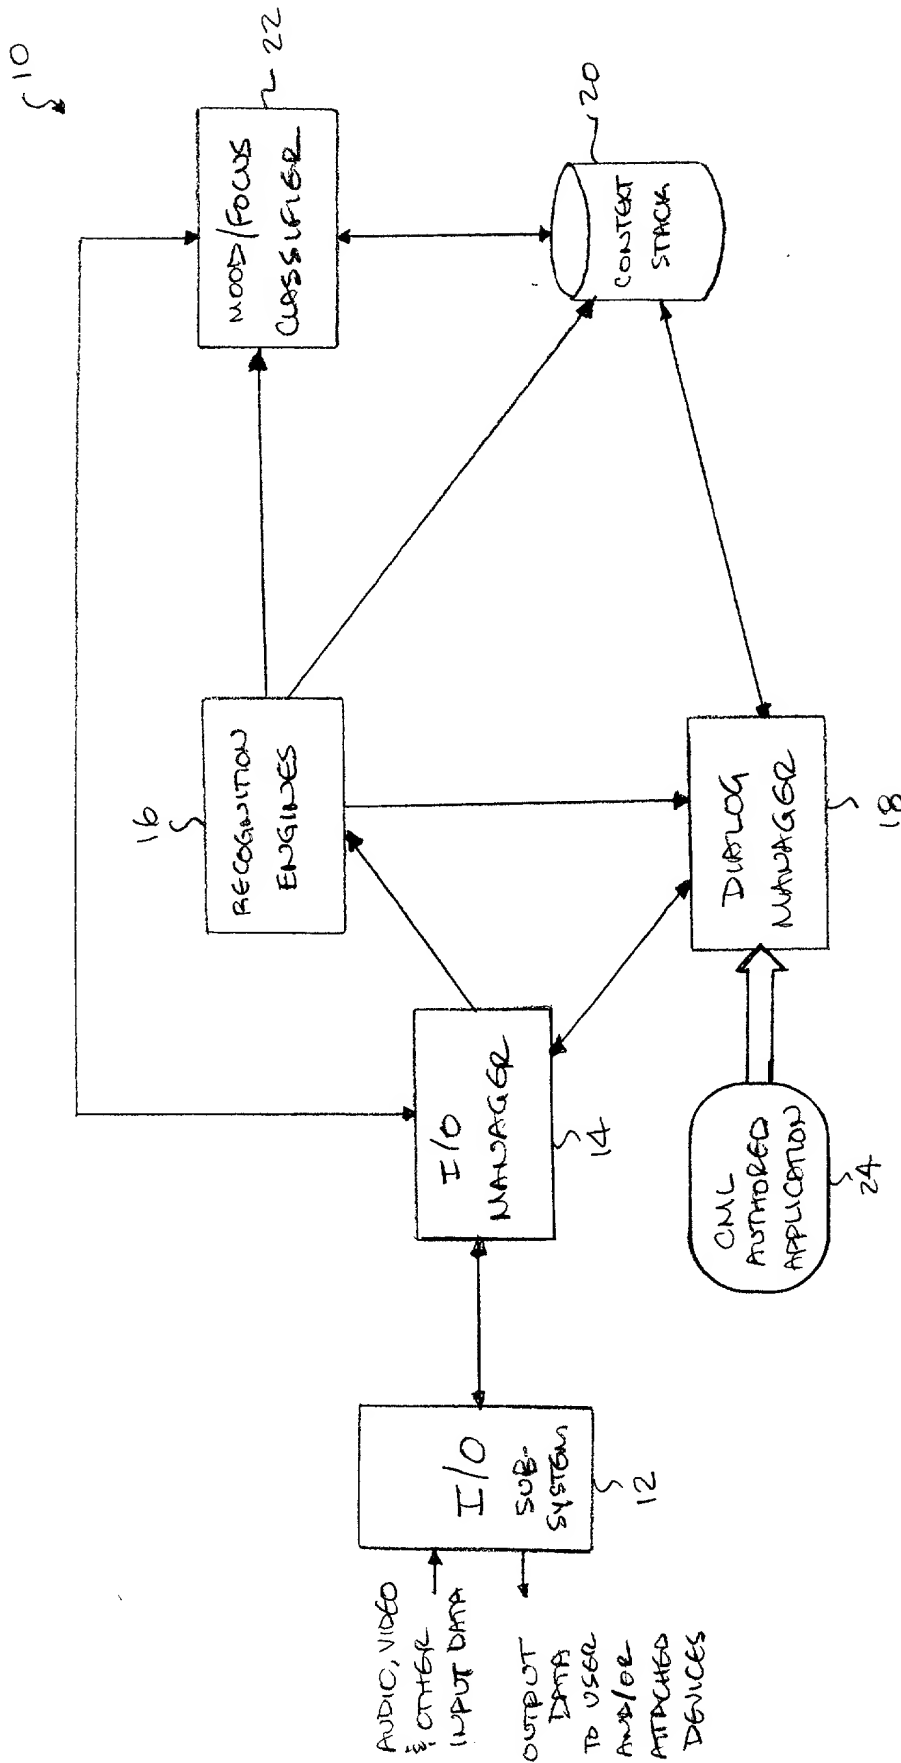 10
MOOD/FOCUS
CLASSIFIER
22
RECOGNITION
ENGINES
16
I/O
MANAGER
14
CONTEXT
STACK
20
I/O
SUB-
SYSTEM
12
AUDIO, VIDEO
& OTHER
INPUT DATA
OUTPUT
DATA
TO USER
AND/OR
ATTACHED
DEVICES
CML
AUTHORED
APPLICATION
24
DIALOG
MANAGER
18